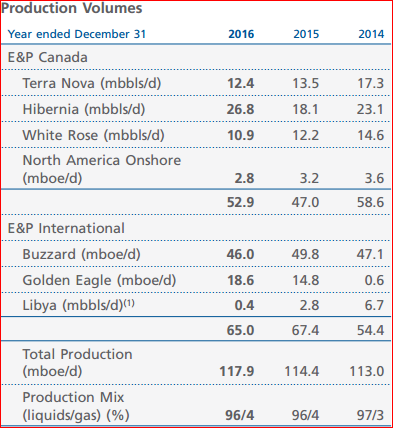 Production Volumes
Year ended December 31 2016 2015 2014
E&P Canada
Terra Nova (mbbls/d) 12.4 13.5 17.3
Hibernia (mbbls/d) 26.8 18.1 23.1
White Rose (mbbls/d) 10.9 12.2 14.6
North America Onshore
(mboe/d) 2.8 3.2 3.6
52.9 47.0 58.6
E&P International
Buzzard (mboe/d) 46.0 49.8 47.1
Golden Eagle (mboe/d) 18.6 14.8 0.6
Libya (mbbls/d)(1) 0.4 2.8 6.7
65.0 67.4 54.4
Total Production
(mboe/d) 117.9 114.4 113.0
Production Mix
(liquids/gas) (%) 96/4 96/4 97/3